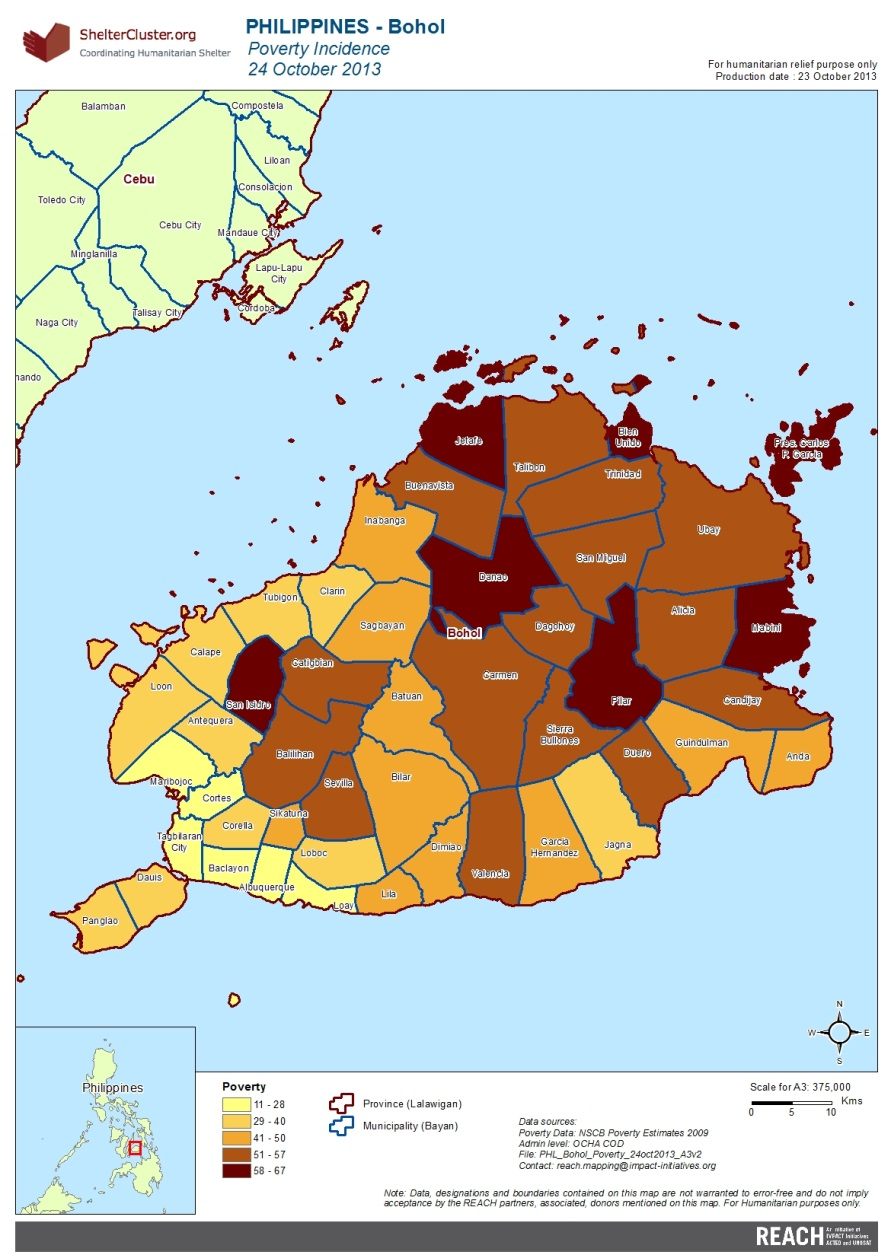 ShelterCluster.org
Coordinating Humanitarian Shelter
PHILIPPINES - Bohol
Poverty Incidence
24 October 2013
For humanitarian relief purpose only
Production date : 23 October 2013
Balamban
Compostela
Liloan
Cebu
Consolacion
Toledo City
Cebu City
Mandaue City
Minglanilla
Lapu-Lapu
City
Cordoba
Talisay City
Naga City
nando
Jetafe
Bien
Unido
Pres. Carlos
P. Garcia
Talibon
Trinidad
Buenavista
Inabanga
Ubay
San Miguel
Danao
Clarin
Tubigon
Alicia
Sagbayan
Dagohoy
Mabini
Bohol
Calape
Catigbian
Carmen
Loon
Batuan
Pilar
Candijay
San Isidro
Antequera
Sierra
Bullones
Guindulman
Duero
Anda
Balilihan
Bilar
Maribojoc
Sevilla
Cortes
Sikatuna
Corella
Tagbilaran
City
Garcia
Hernandez
Jagna
Dimiao
Loboc
Baclayon
Valencia
Dauis
Albuquerque
Lila
Loay
Panglao
N
W
E
S
Philippines
Poverty
11 - 28
29 - 40
41 - 50
51 - 57
58 - 67
Province (Lalawigan)
Municipality (Bayan)
Scale for A3: 375,000
Kms
0 5 10
Data sources:
Poverty Data: NSCB Poverty Estimates 2009
Admin level: OCHA COD
File: PHL_Bohol_Poverty_24oct2013_A3v2
Contact: reach.mapping@impact-initiatives.org
Note: Data, designations and boundaries contained on this map are not warranted to error-free and do not imply
acceptance by the REACH partners, associated, donors mentioned on this map. For Humanitarian purposes only.
REACH
An initiative of
IMPACT Initiatives
ACTED and UNOSAT